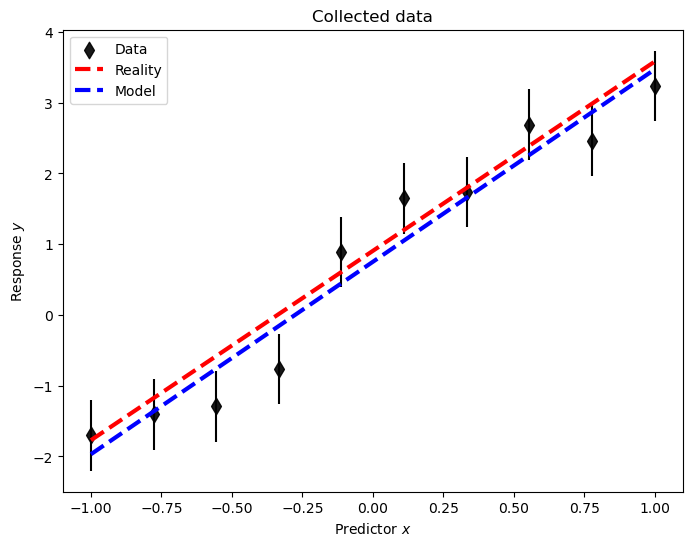 Collected data
Data
Reality
Model
4
3
2
1
0
−1
−2
Response y
−1.00 −0.75 −0.50 −0.25 0.00 0.25 0.50 0.75 1.00
Predictor x